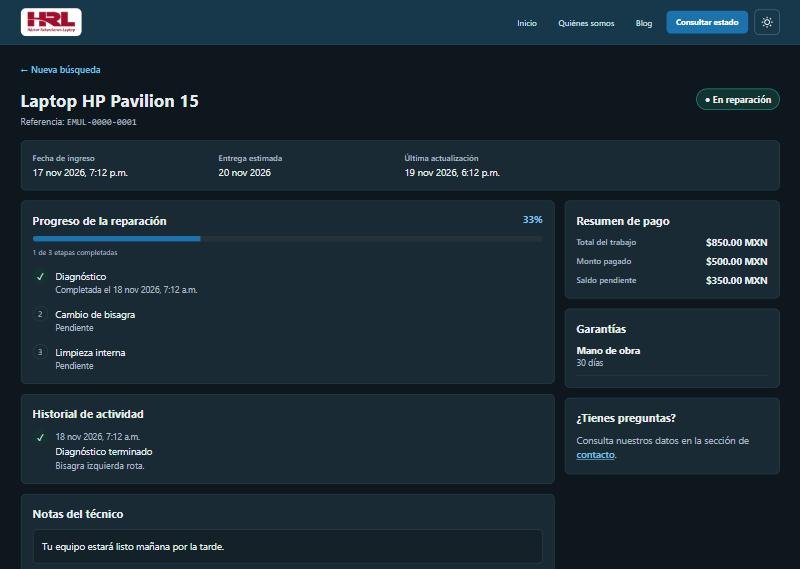 HRL
Inicio
Quiénes somos
Blog
Consultar estado
← Nueva búsqueda
Laptop HP Pavilion 15
• En reparación
Referencia: EMUL-0000-0001
Fecha de ingreso
17 nov 2026, 7:12 p.m.
Entrega estimada
20 nov 2026
Última actualización
19 nov 2026, 6:12 p.m.
Progreso de la reparación
33%
1 de 3 etapas completadas
✓ Diagnóstico
Completada el 18 nov 2026, 7:12 a.m.
2 Cambio de bisagra
Pendiente
3 Limpieza interna
Pendiente
Historial de actividad
✓ 18 nov 2026, 7:12 a.m.
Diagnóstico terminado
Bisagra izquierda rota.
Notas del técnico
Tu equipo estará listo mañana por la tarde.
Resumen de pago
Total del trabajo $850.00 MXN
Monto pagado $500.00 MXN
Saldo pendiente $350.00 MXN
Garantías
Mano de obra
30 días
¿Tienes preguntas?
Consulta nuestros datos en la sección de
contacto.